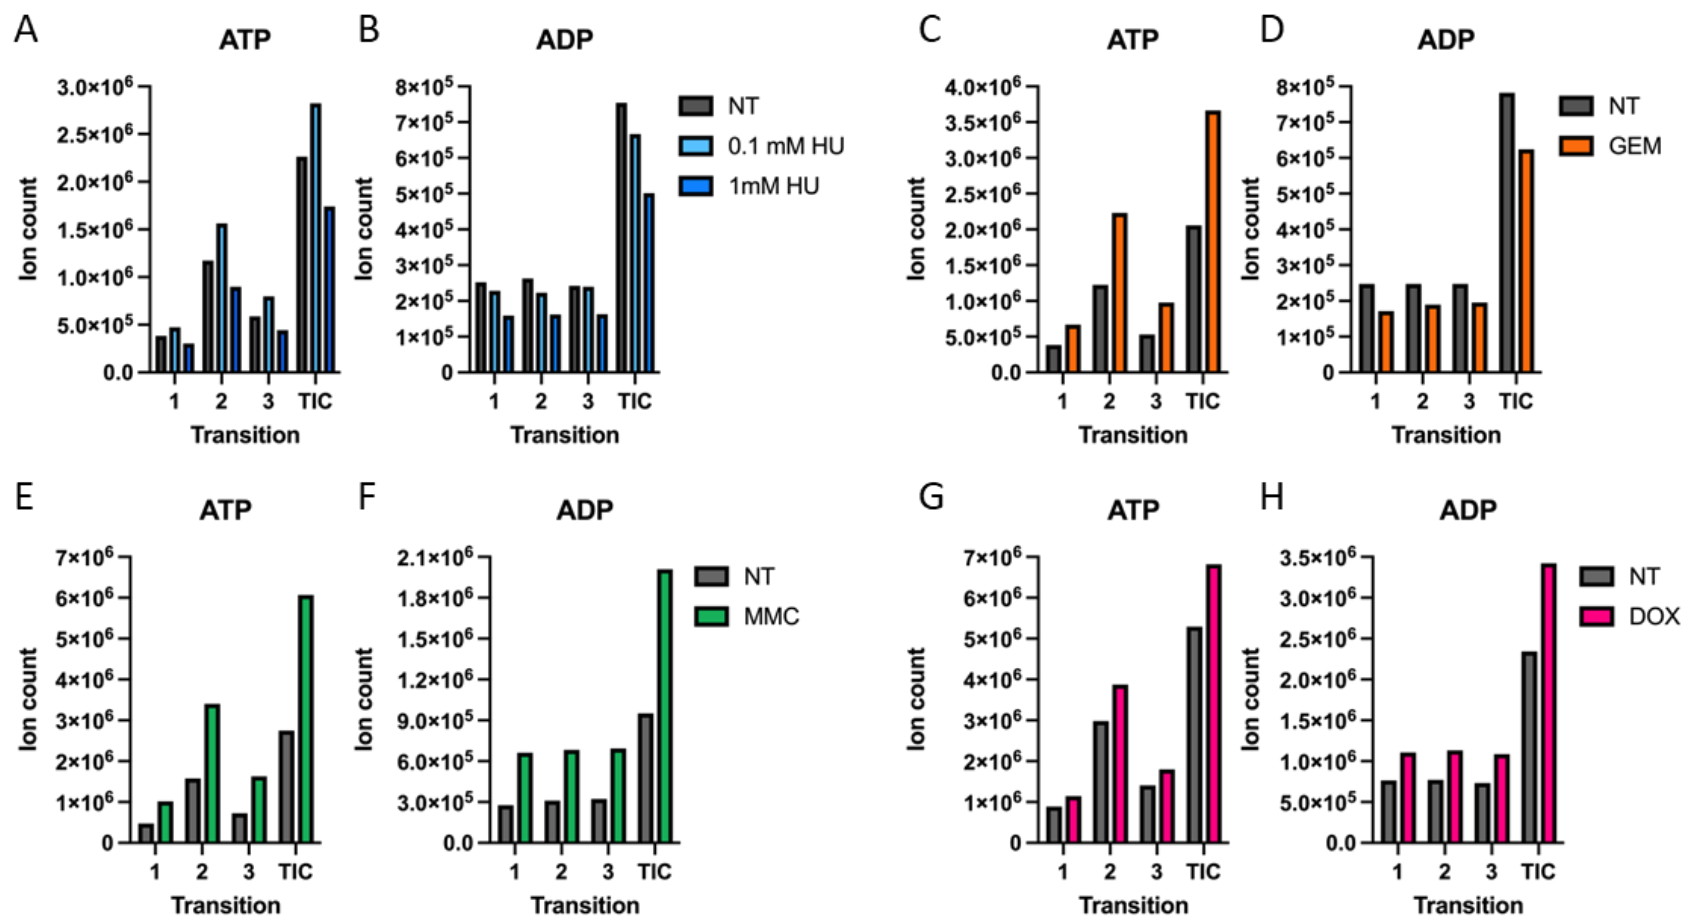 A
ATP
Ion count
3.0×10⁶
2.5×10⁶
2.0×10⁶
1.5×10⁶
1.0×10⁶
5.0×10⁵
0.0
1 2 3 TIC
Transition
B
ADP
Ion count
8×10⁵
7×10⁵
6×10⁵
5×10⁵
4×10⁵
3×10⁵
2×10⁵
1×10⁵
0
1 2 3 TIC
Transition
NT
0.1 mM HU
1mM HU
C
ATP
Ion count
4.0×10⁶
3.5×10⁶
3.0×10⁶
2.5×10⁶
2.0×10⁶
1.5×10⁶
1.0×10⁶
5.0×10⁵
0.0
1 2 3 TIC
Transition
D
ADP
Ion count
8×10⁵
7×10⁵
6×10⁵
5×10⁵
4×10⁵
3×10⁵
2×10⁵
1×10⁵
0
1 2 3 TIC
Transition
NT
GEM
E
ATP
Ion count
7×10⁶
6×10⁶
5×10⁶
4×10⁶
3×10⁶
2×10⁶
1×10⁶
0
1 2 3 TIC
Transition
F
ADP
Ion count
2.1×10⁶
1.8×10⁶
1.5×10⁶
1.2×10⁶
9.0×10⁵
6.0×10⁵
3.0×10⁵
0.0
1 2 3 TIC
Transition
NT
MMC
G
ATP
Ion count
7×10⁶
6×10⁶
5×10⁶
4×10⁶
3×10⁶
2×10⁶
1×10⁶
0
1 2 3 TIC
Transition
H
ADP
Ion count
3.5×10⁶
3.0×10⁶
2.5×10⁶
2.0×10⁶
1.5×10⁶
1.0×10⁶
5.0×10⁵
0.0
1 2 3 TIC
Transition
NT
DOX